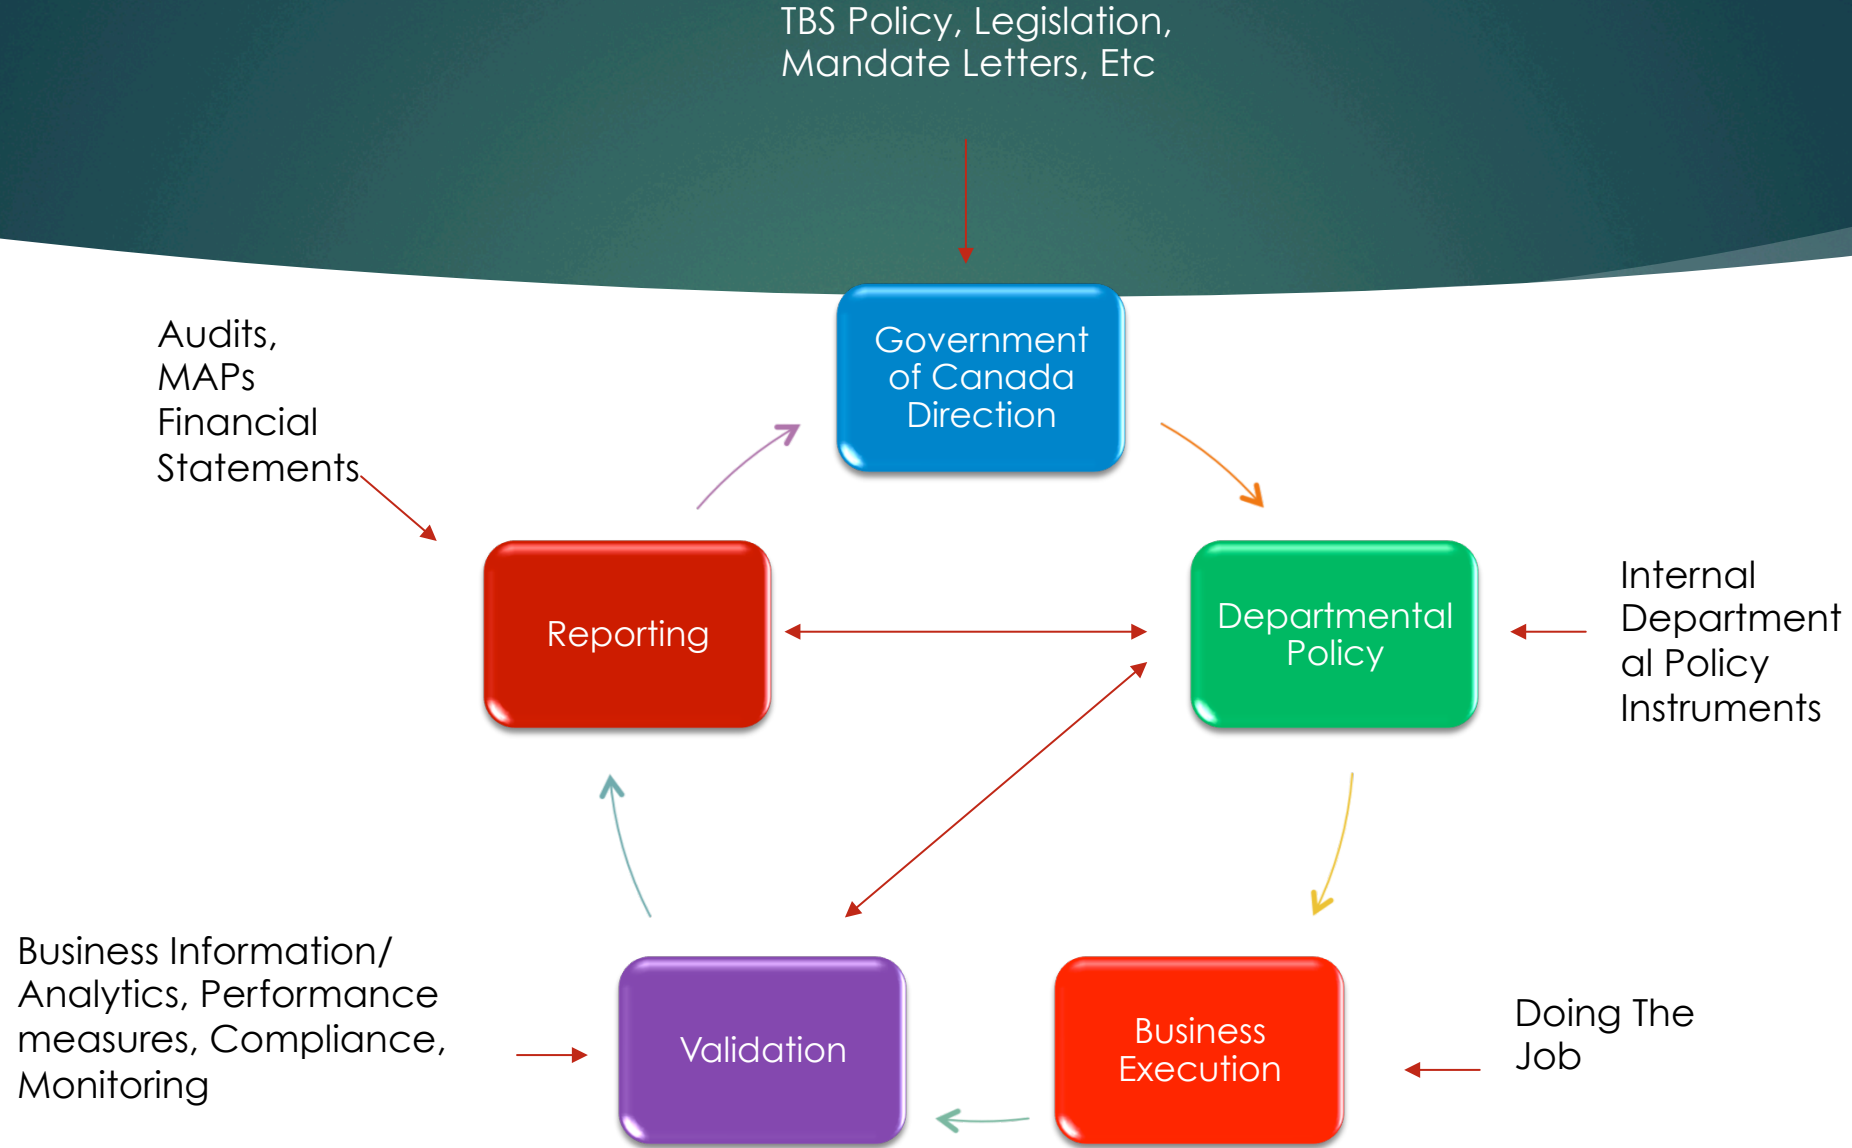 TBS Policy, Legislation,
Mandate Letters, Etc
Government
of Canada
Direction
Audits,
MAPs
Financial
Statements
Reporting
Departmental
Policy
Internal
Department
al Policy
Instruments
Business Information/
Analytics, Performance
measures, Compliance,
Monitoring
Validation
Business
Execution
Doing The
Job